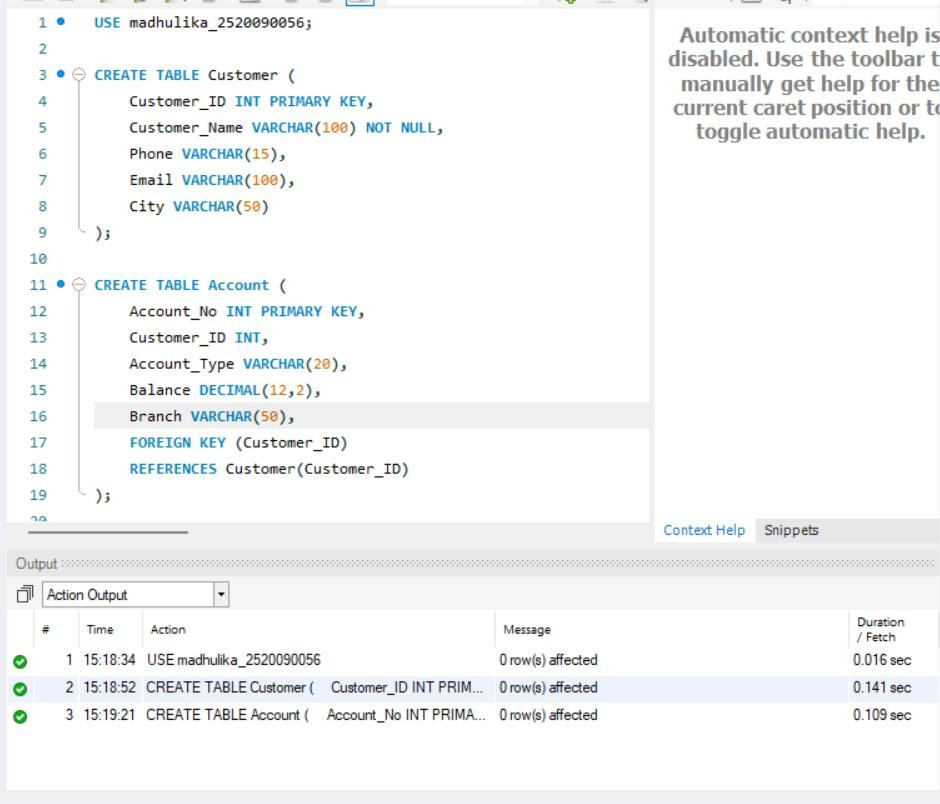 1 USE madhulika_2520090056;
2
3 CREATE TABLE Customer (
4 Customer_ID INT PRIMARY KEY,
5 Customer_Name VARCHAR(100) NOT NULL,
6 Phone VARCHAR(15),
7 Email VARCHAR(100),
8 City VARCHAR(50)
9 );
10
11 CREATE TABLE Account (
12 Account_No INT PRIMARY KEY,
13 Customer_ID INT,
14 Account_Type VARCHAR(20),
15 Balance DECIMAL(12,2),
16 Branch VARCHAR(50),
17 FOREIGN KEY (Customer_ID)
18 REFERENCES Customer(Customer_ID)
19 );
20
Automatic context help is
disabled. Use the toolbar t
manually get help for the
current caret position or to
toggle automatic help.
Context Help Snippets
Output
Action Output
# Time Action Message Duration / Fetch
1 15:18:34 USE madhulika_2520090056 0 row(s) affected 0.016 sec
2 15:18:52 CREATE TABLE Customer ( Customer_ID INT PRIM... 0 row(s) affected 0.141 sec
3 15:19:21 CREATE TABLE Account ( Account_No INT PRIMA... 0 row(s) affected 0.109 sec